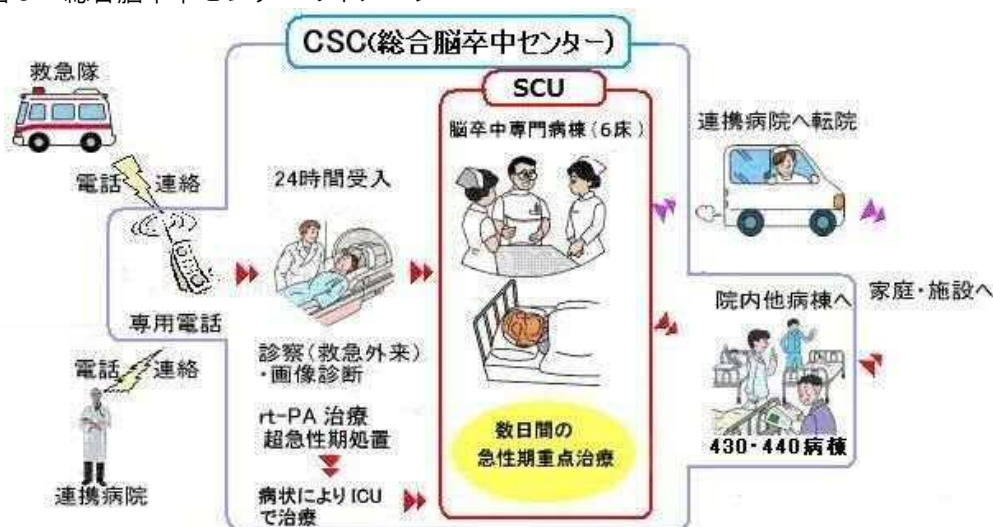 CSC(総合脳卒中センター)
SCU
救急隊
電話 連絡
専用電話
電話 連絡
連携病院
24時間受入
診察(救急外来)
・画像診断
rt-PA 治療
超急性期処置
病状により ICU
で治療
脳卒中専門病棟(6床)
数日間の
急性期重点治療
連携病院へ転院
院内他病棟へ
430・440病棟
家庭・施設へ